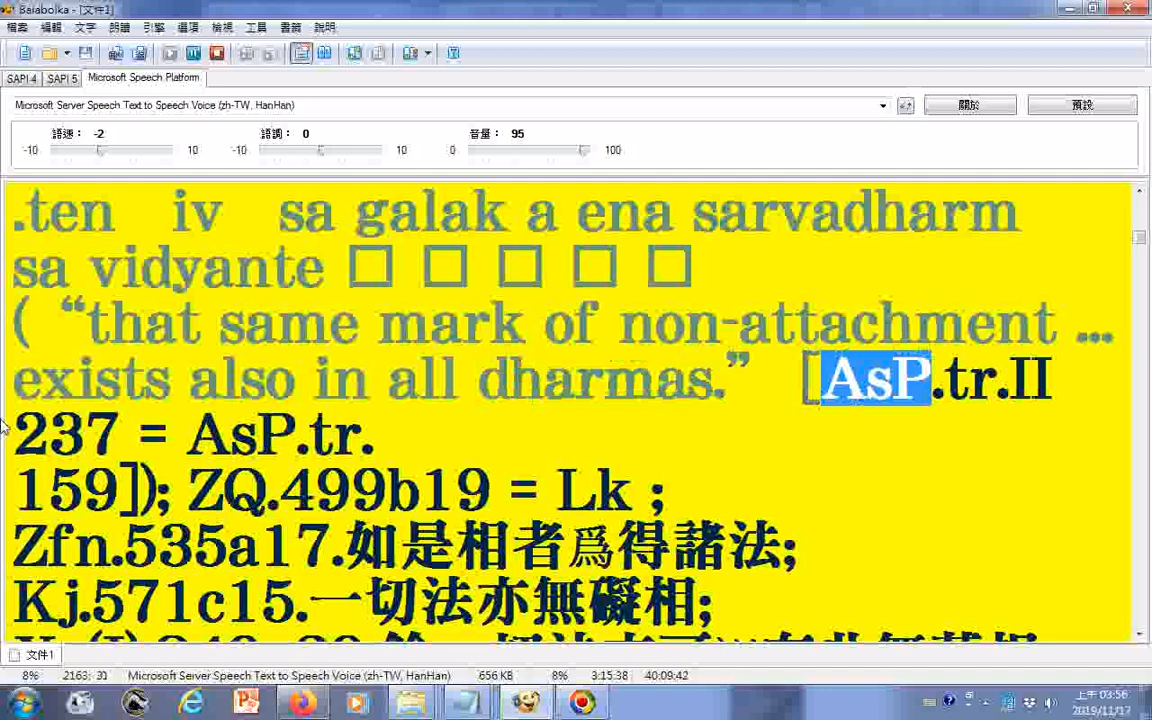 Balabolka - [文件1]
檔案 編輯 文字 朗讀 引擎 選項 檢視 工具 書籤 說明
SAPI 4 SAPI 5 Microsoft Speech Platform
Microsoft Server Speech Text to Speech Voice (zh-TW, HanHan) 關於 預設
語速： -2 語調： 0 音量： 95
-10 10 -10 10 0 100
.ten iv sa galak a ena sarvadharm
sa vidyante □ □ □ □ □
( “that same mark of non-attachment ...
exists also in all dharmas.” [AsP.tr.II
237 = AsP.tr.
159]); ZQ.499b19 = Lk ;
Zfn.535a17.如是相者爲得諸法;
Kj.571c15.一切法亦無礙相;
文件1
8% 2163: 31 Microsoft Server Speech Text to Speech Voice (zh-TW, HanHan) 656 KB 8% 3:15:38 40:09:42
上午 03:56
2019/11/17